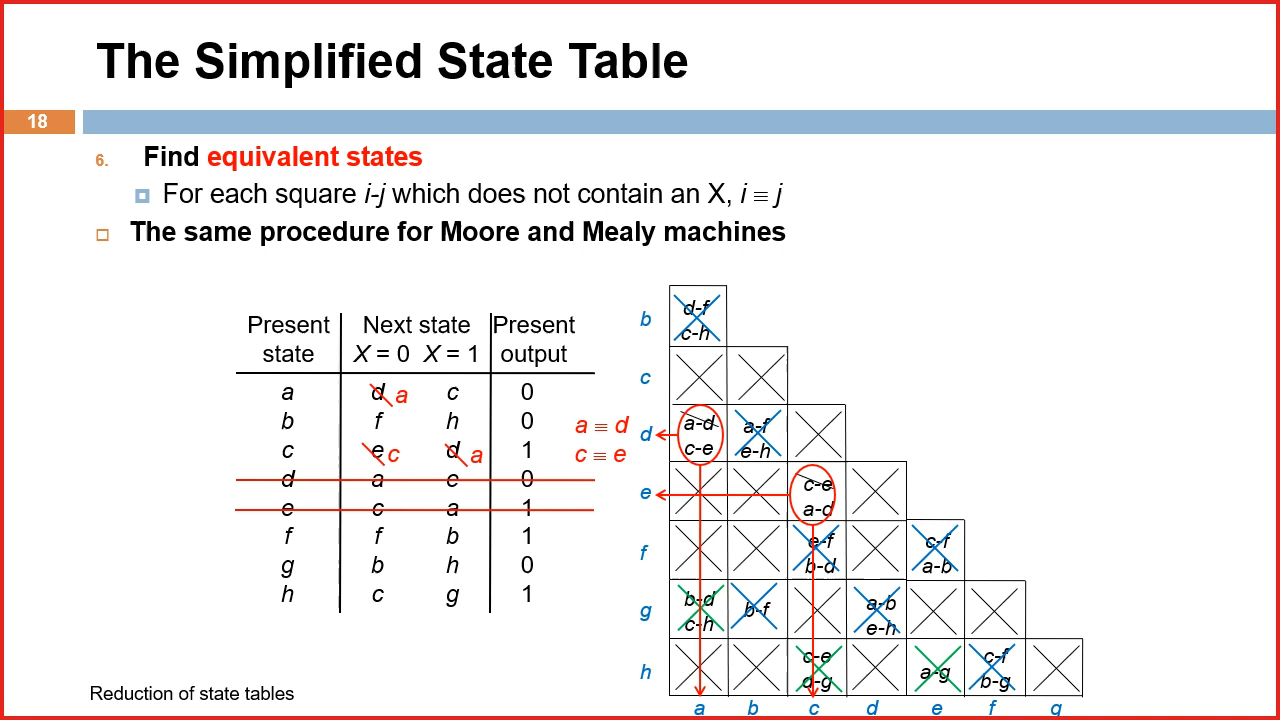 The Simplified State Table
18
6. Find equivalent states
For each square i-j which does not contain an X, i ≡ j
The same procedure for Moore and Mealy machines
Present Next state Present
state X = 0 X = 1 output
a d a c 0
b f h 0
c e c d a 1
d a e 0
e c a 1
f f b 1
g b h 0
h c g 1
a ≡ d
c ≡ e
b d-f
c-h
c
d a-d a-f
c-e e-h
e c-e
a-d
f e-f c-f
b-d a-b
g b-d b-f a-b
c-h e-h
h c-e a-g c-f
d-g b-g
a b c d e f g
Reduction of state tables